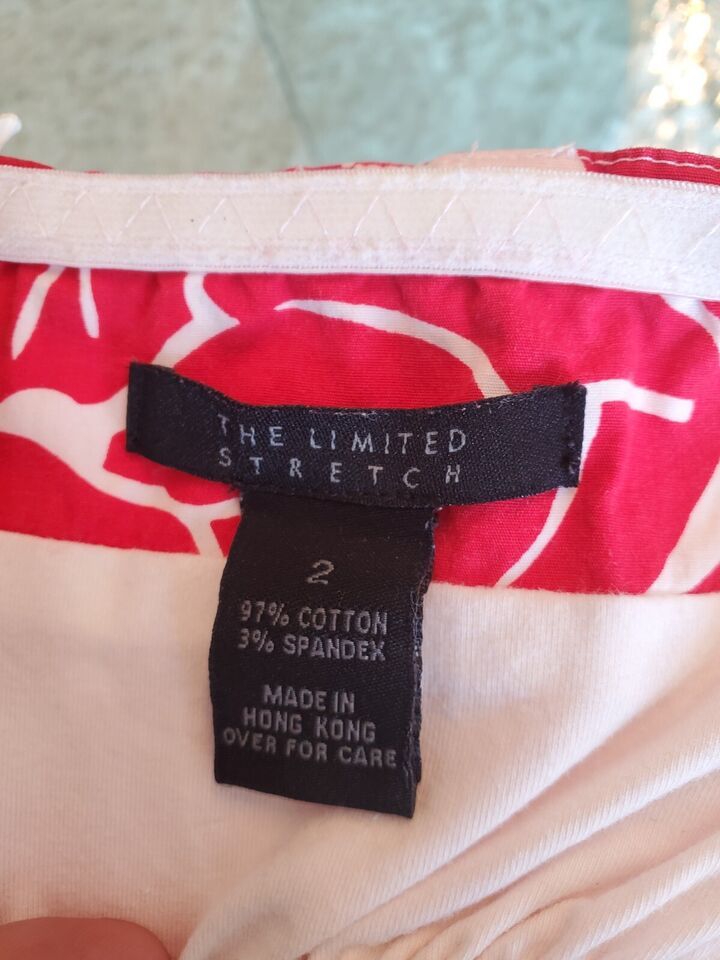 THE LIMITED
STRETCH
2
97% COTTON
3% SPANDEX
MADE IN
HONG KONG
OVER FOR CARE